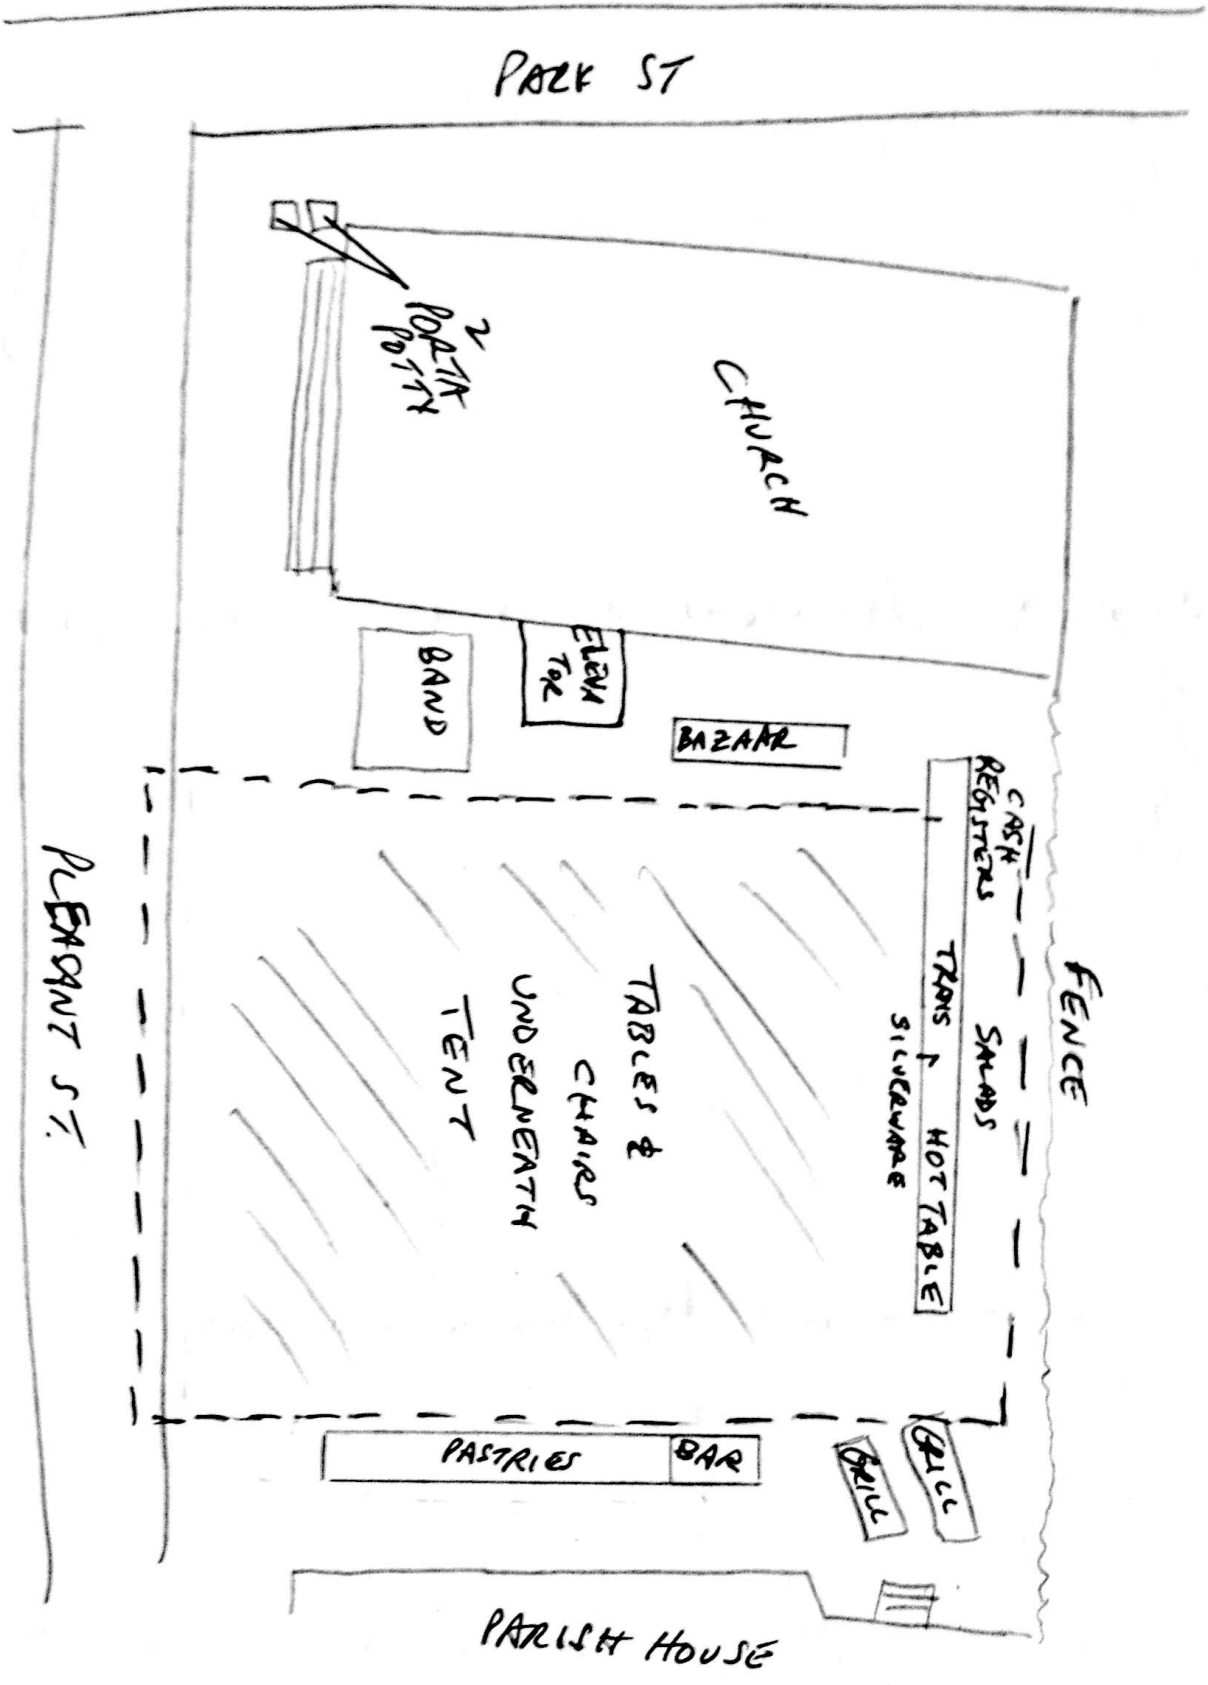 PARK ST
2
PORTA
POTTY
CHURCH
BAND
ELEVA
TOR
BAZAAR
CASH
REGISTERS
FENCE
PLEASANT ST.
TABLES &
CHAIRS
UNDERNEATH
TENT
SALADS
HOT TABLE
SILVERWARE
PASTRIES
BAR
GRILL
GRILL
PARISH HOUSE